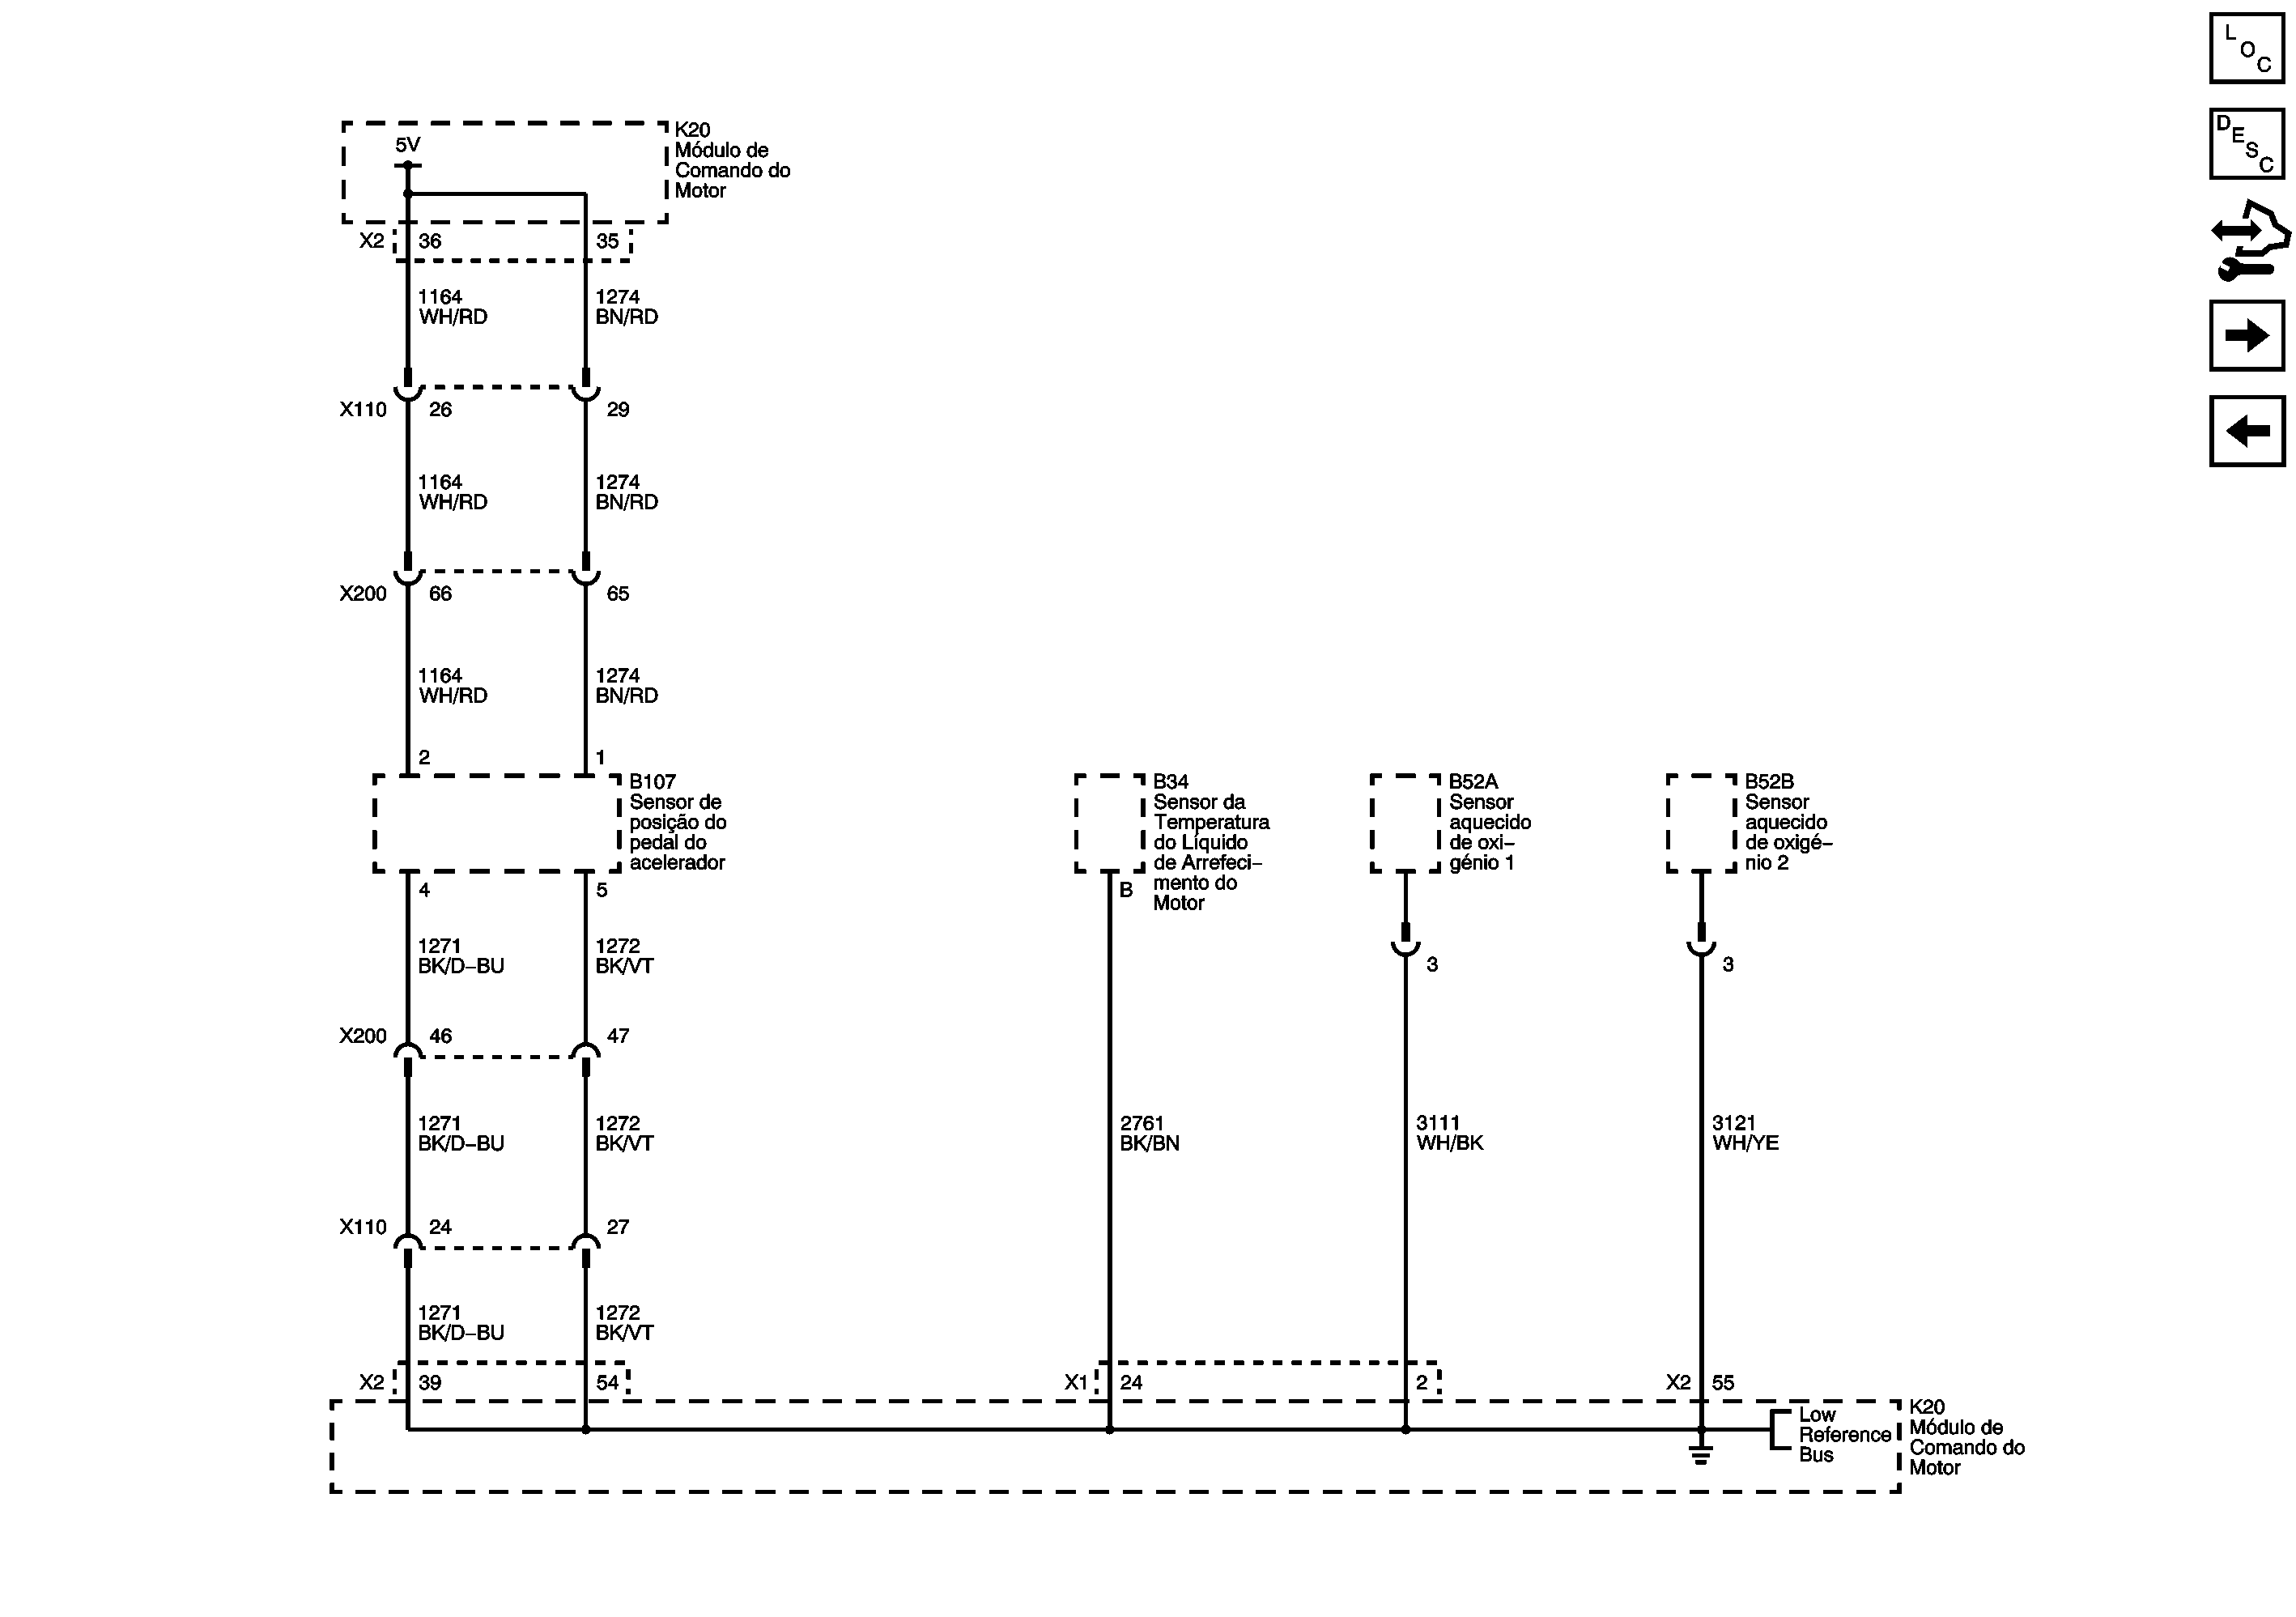 L
O
C
D
E
S
C
5V
K20
Módulo de
Comando do
Motor
X2 36 35
1164
WH/RD
1274
BN/RD
X110 26 29
1164
WH/RD
1274
BN/RD
X200 66 65
1164
WH/RD
1274
BN/RD
2 1
B107
Sensor de
posição do
pedal do
acelerador
B34
Sensor da
Temperatura
do Líquido
de Arrefeci–
mento do
Motor
B52A
Sensor
aquecido
de oxi–
génio 1
B52B
Sensor
aquecido
de oxigé–
nio 2
4 5 B
3 3
1271
BK/D–BU
1272
BK/VT
X200 46 47
1271
BK/D–BU
1272
BK/VT
2761
BK/BN
3111
WH/BK
3121
WH/YE
X110 24 27
1271
BK/D–BU
1272
BK/VT
X2 39 54 X1 24 2 X2 55
Low
Reference
Bus
K20
Módulo de
Comando do
Motor